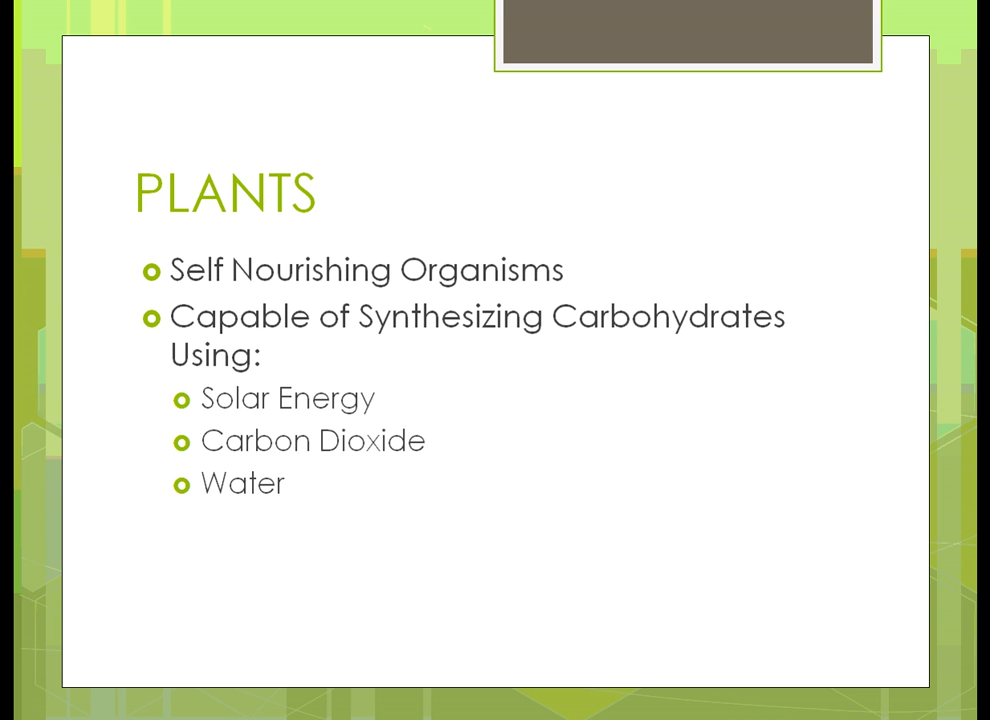 PLANTS
Self Nourishing Organisms
Capable of Synthesizing Carbohydrates
Using:
Solar Energy
Carbon Dioxide
Water